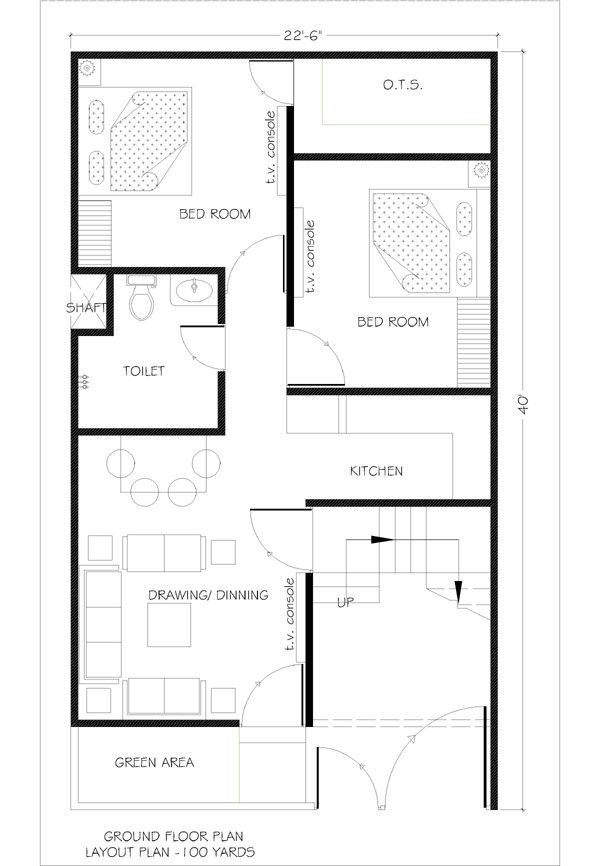 22'-6"
O.T.S.
t.v. console
BED ROOM
t.v. console
SHAFT
BED ROOM
TOILET
40'
KITCHEN
DRAWING/ DINNING
t.v. console
UP
GREEN AREA
GROUND FLOOR PLAN
LAYOUT PLAN -100 YARDS